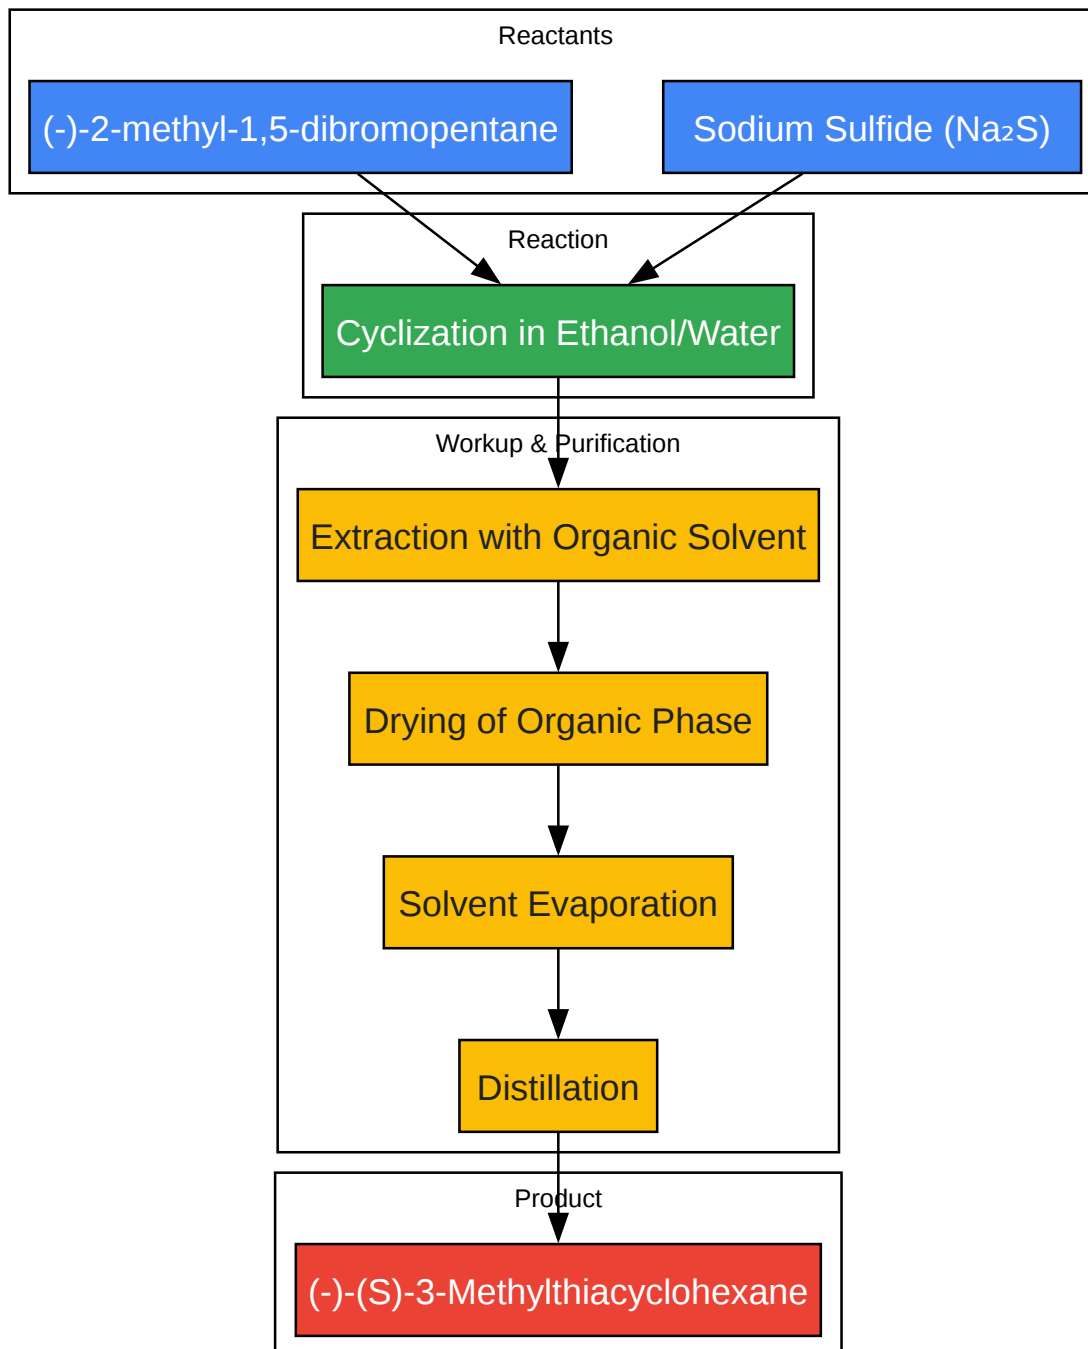 Reactants
(-)-2-methyl-1,5-dibromopentane
Sodium Sulfide (Na₂S)
Reaction
Cyclization in Ethanol/Water
Workup & Purification
Extraction with Organic Solvent
Drying of Organic Phase
Solvent Evaporation
Distillation
Product
(-)-(S)-3-Methylthiacyclohexane